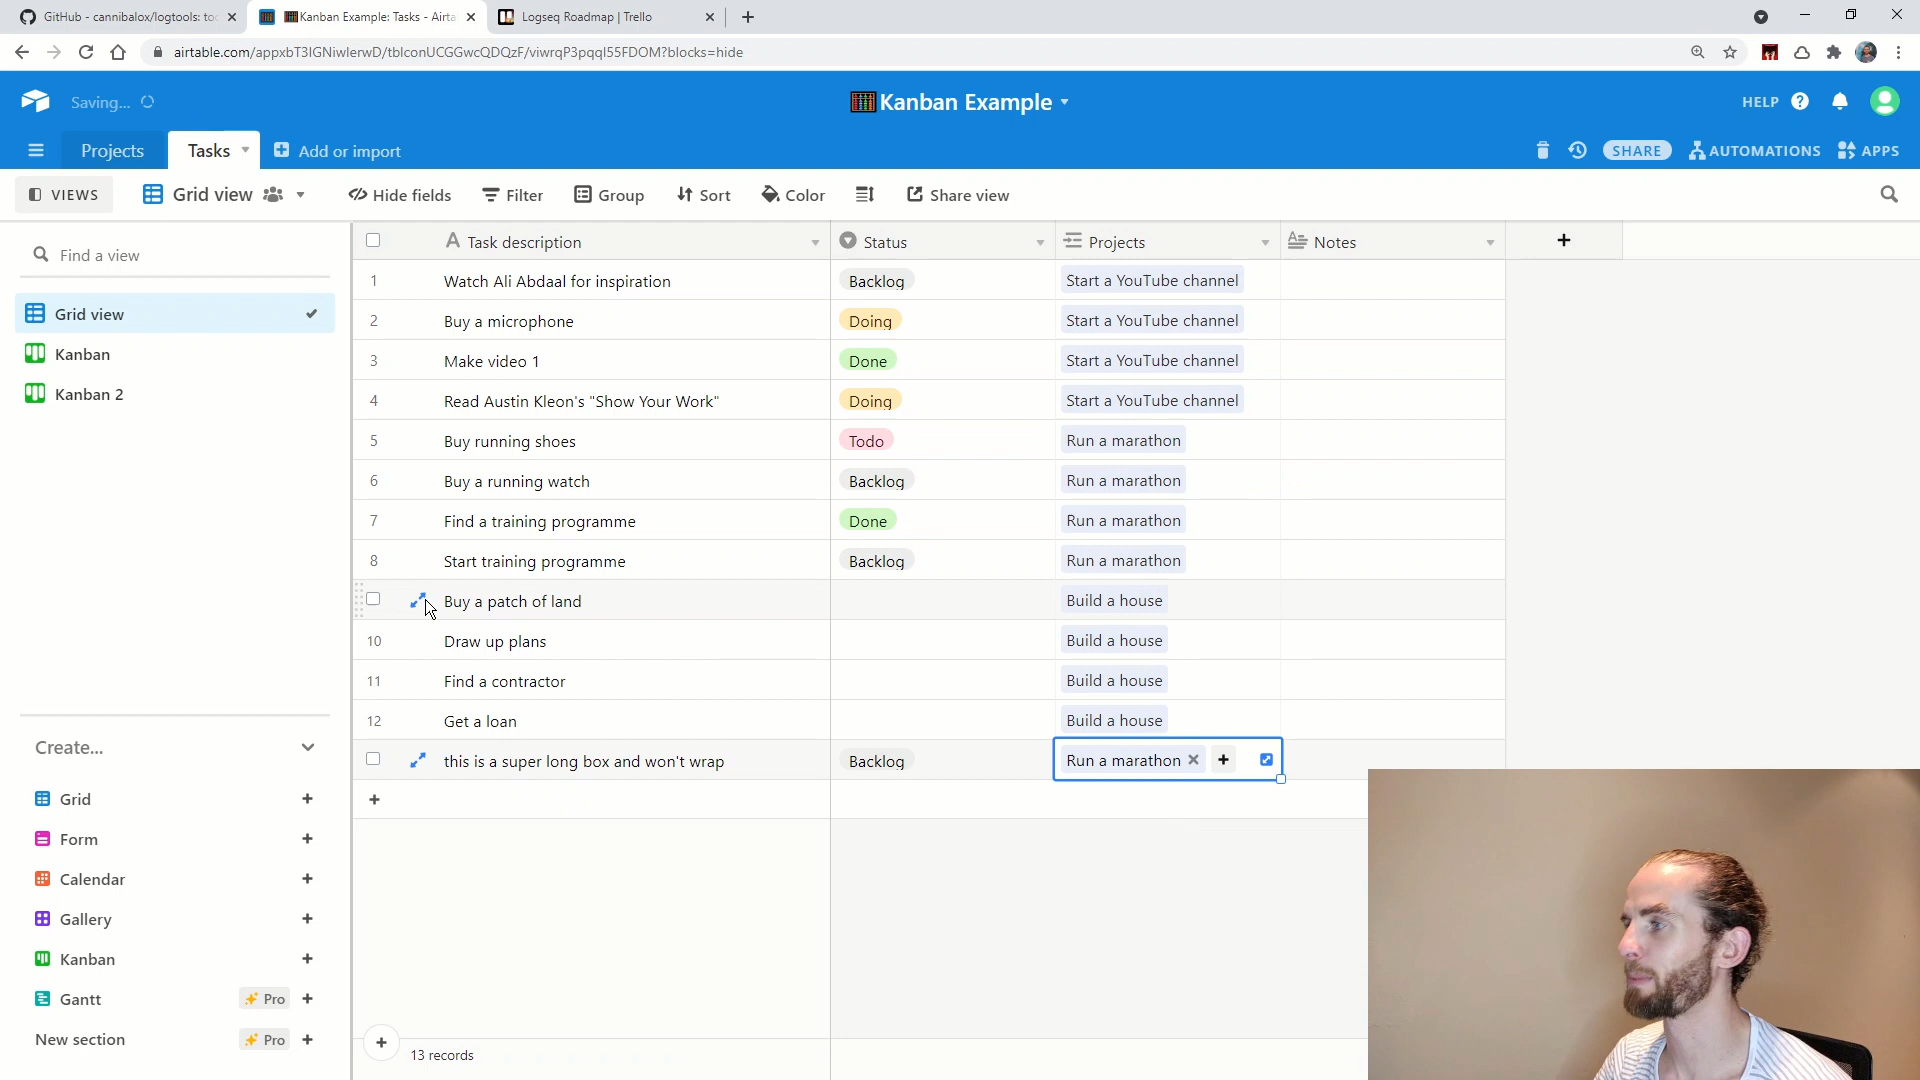 GitHub - cannibalox/logtools: to
Kanban Example: Tasks - Airta
Logseq Roadmap | Trello
airtable.com/appxbT3IGNiwlerwD/tblconUCGGwcQDQzF/viwrqP3pqql55FDOM?blocks=hide
Saving...
Kanban Example
HELP
Projects
Tasks
Add or import
SHARE
AUTOMATIONS
APPS
VIEWS
Grid view
Hide fields
Filter
Group
Sort
Color
Share view
Find a view
Grid view
Kanban
Kanban 2
Task description Status Projects Notes
1 Watch Ali Abdaal for inspiration Backlog Start a YouTube channel
2 Buy a microphone Doing Start a YouTube channel
3 Make video 1 Done Start a YouTube channel
4 Read Austin Kleon's "Show Your Work" Doing Start a YouTube channel
5 Buy running shoes Todo Run a marathon
6 Buy a running watch Backlog Run a marathon
7 Find a training programme Done Run a marathon
8 Start training programme Backlog Run a marathon
Buy a patch of land Build a house
10 Draw up plans Build a house
11 Find a contractor Build a house
12 Get a loan Build a house
this is a super long box and won't wrap Backlog Run a marathon
Create...
Grid
Form
Calendar
Gallery
Kanban
Gantt Pro
New section Pro
13 records